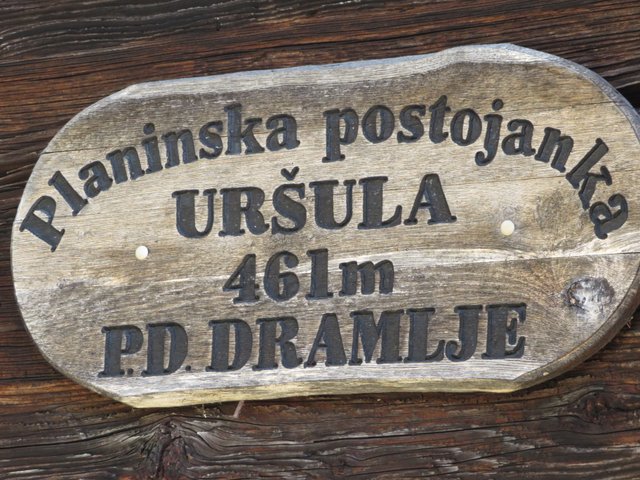 Planinska postojanka
URŠULA
461m
P.D. DRAMLJE